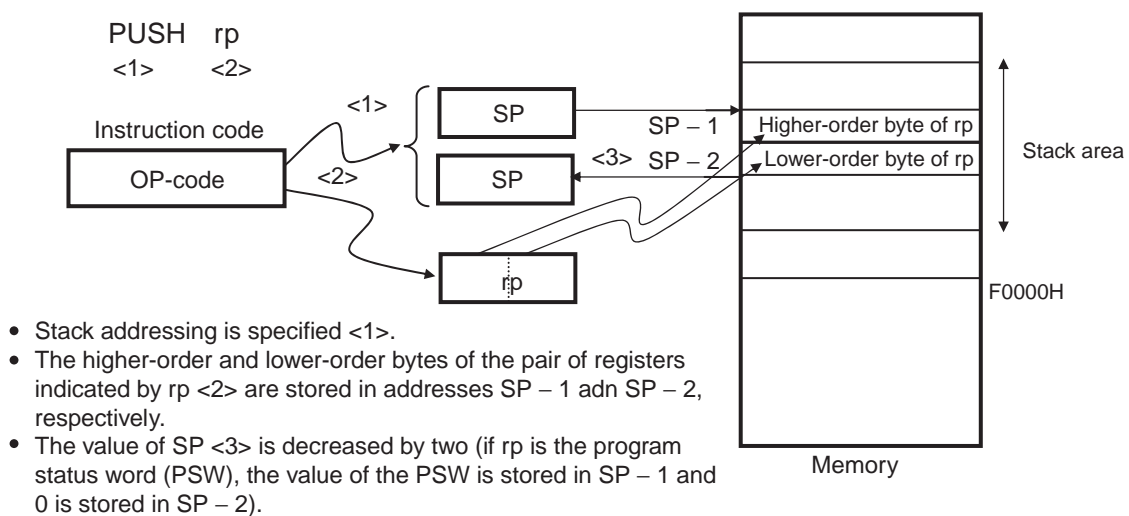 PUSH rp
<1> <2>
Instruction code
OP-code
<1>
<2>
SP
SP
<3>
rp
SP – 1
SP – 2
Higher-order byte of rp
Lower-order byte of rp
Stack area
F0000H
Memory
• Stack addressing is specified <1>.
• The higher-order and lower-order bytes of the pair of registers
indicated by rp <2> are stored in addresses SP – 1 adn SP – 2,
respectively.
• The value of SP <3> is decreased by two (if rp is the program
status word (PSW), the value of the PSW is stored in SP – 1 and
0 is stored in SP – 2).